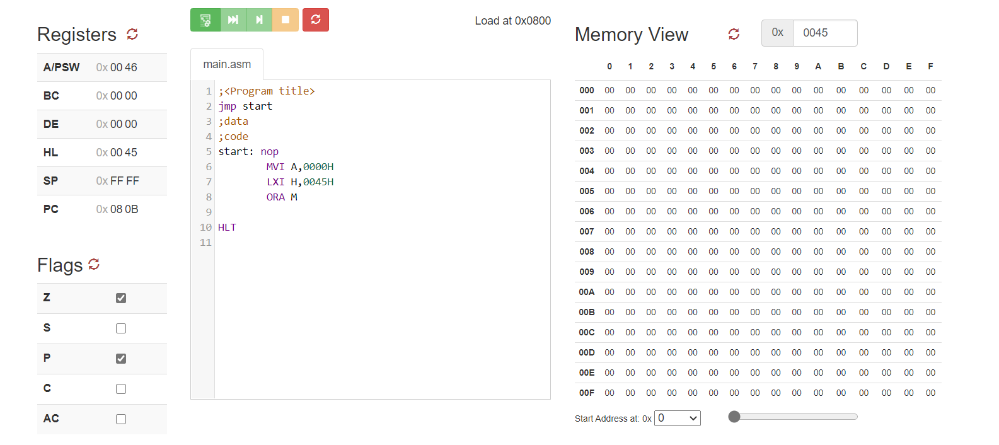 Registers
A/PSW 0x 00 46
BC 0x 00 00
DE 0x 00 00
HL 0x 00 45
SP 0x FF FF
PC 0x 08 0B
Flags
Z
S
P
C
AC
Load at 0x0800
main.asm
1 ;<Program title>
2 jmp start
3 ;data
4 ;code
5 start: nop
6 MVI A,0000H
7 LXI H,0045H
8 ORA M
9
10 HLT
11
Memory View 0x 0045
0 1 2 3 4 5 6 7 8 9 A B C D E F
000 00 00 00 00 00 00 00 00 00 00 00 00 00 00 00 00
001 00 00 00 00 00 00 00 00 00 00 00 00 00 00 00 00
002 00 00 00 00 00 00 00 00 00 00 00 00 00 00 00 00
003 00 00 00 00 00 00 00 00 00 00 00 00 00 00 00 00
004 00 00 00 00 00 00 00 00 00 00 00 00 00 00 00 00
005 00 00 00 00 00 00 00 00 00 00 00 00 00 00 00 00
006 00 00 00 00 00 00 00 00 00 00 00 00 00 00 00 00
007 00 00 00 00 00 00 00 00 00 00 00 00 00 00 00 00
008 00 00 00 00 00 00 00 00 00 00 00 00 00 00 00 00
009 00 00 00 00 00 00 00 00 00 00 00 00 00 00 00 00
00A 00 00 00 00 00 00 00 00 00 00 00 00 00 00 00 00
00B 00 00 00 00 00 00 00 00 00 00 00 00 00 00 00 00
00C 00 00 00 00 00 00 00 00 00 00 00 00 00 00 00 00
00D 00 00 00 00 00 00 00 00 00 00 00 00 00 00 00 00
00E 00 00 00 00 00 00 00 00 00 00 00 00 00 00 00 00
00F 00 00 00 00 00 00 00 00 00 00 00 00 00 00 00 00
Start Address at: 0x 0